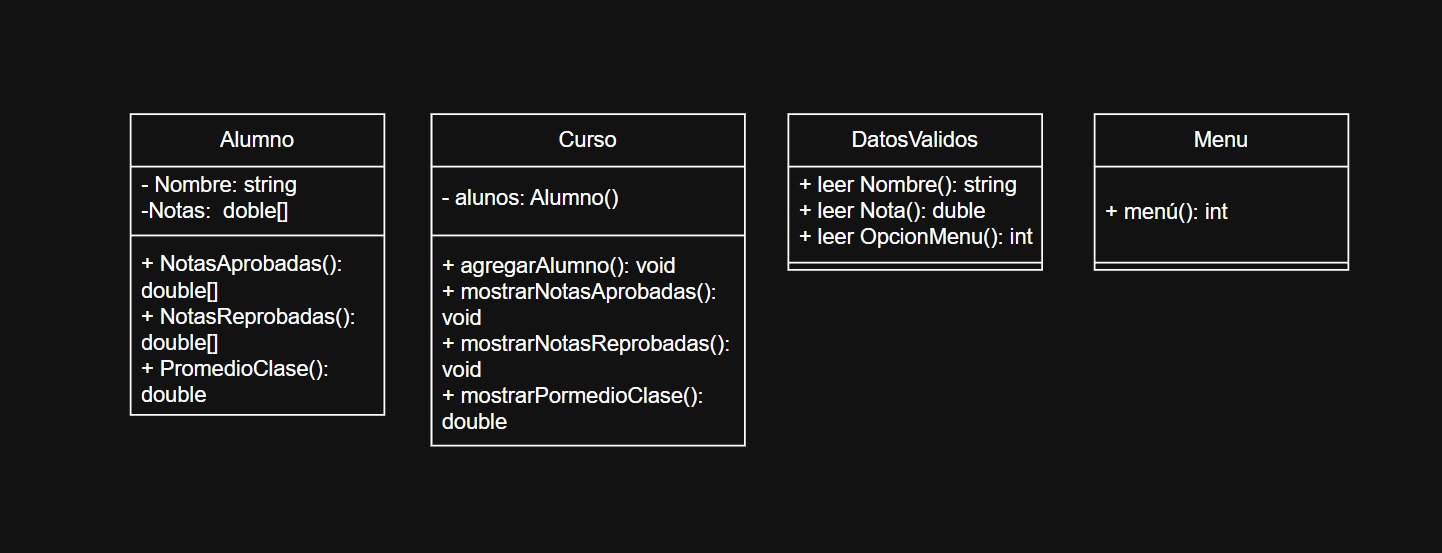 Alumno
- Nombre: string
-Notas:  doble[]
+ NotasAprobadas():
double[]
+ NotasReprobadas():
double[]
+ PromedioClase():
double
Curso
- alunos: Alumno()
+ agregarAlumno(): void
+ mostrarNotasAprobadas():
void
+ mostrarNotasReprobadas():
void
+ mostrarPormedioClase():
double
DatosValidos
+ leer Nombre(): string
+ leer Nota(): duble
+ leer OpcionMenu(): int
Menu
+ menú(): int